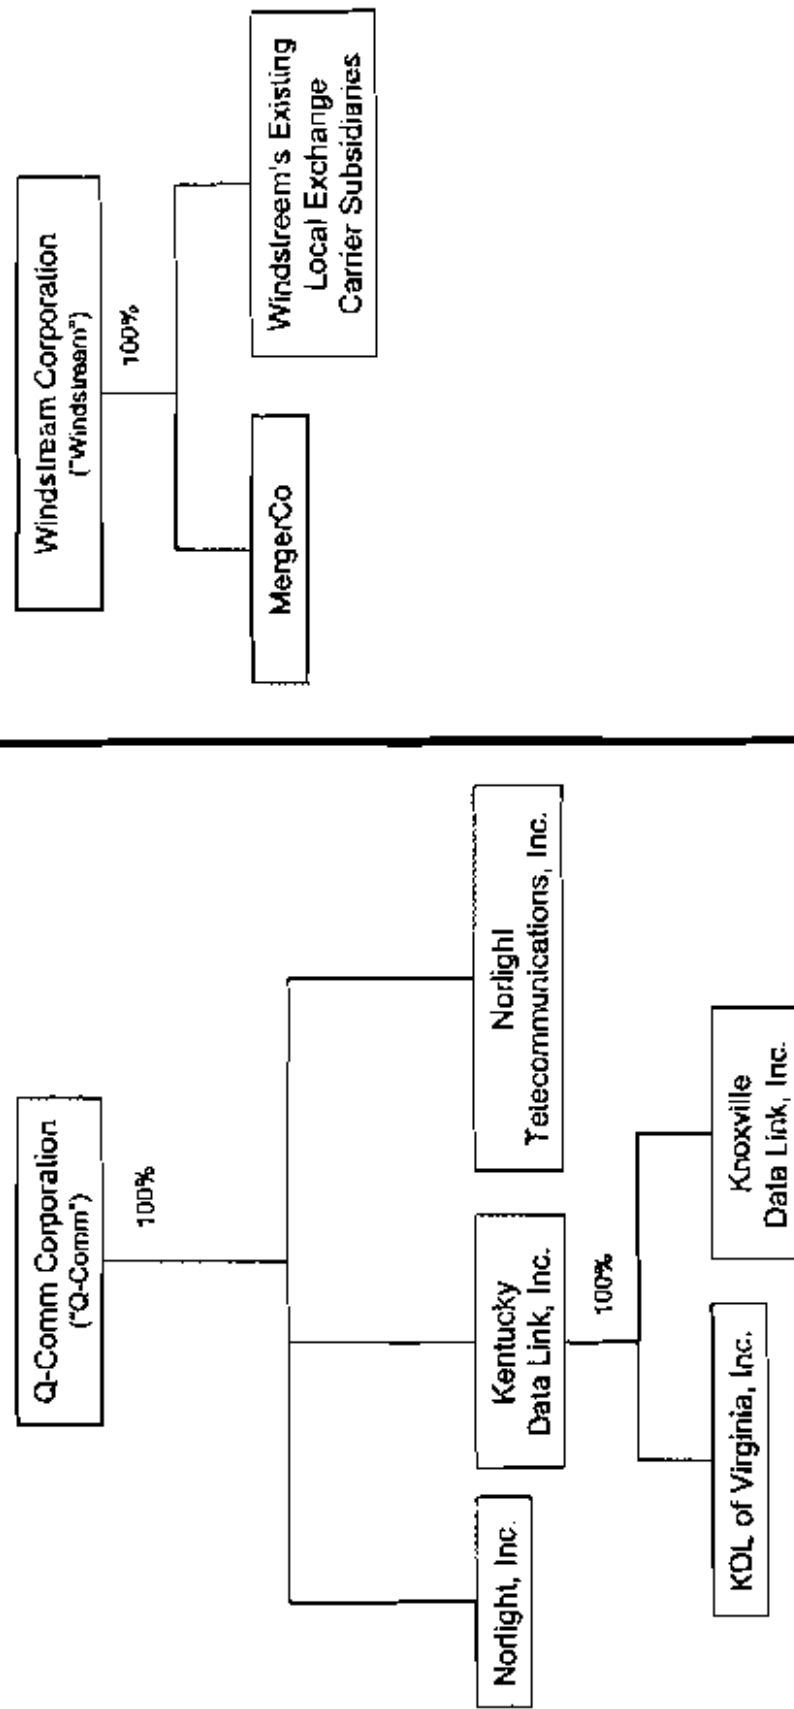 Q-Comm Corporation
("Q-Comm")
100%
Norlight, Inc.
Kentucky
Data Link, Inc.
Norlight
Telecommunications, Inc.
100%
KDL of Virginia, Inc.
Knoxville
Data Link, Inc.
Windstream Corporation
("Windstream")
100%
MergerCo
Windstream's Existing
Local Exchange
Carrier Subsidiaries